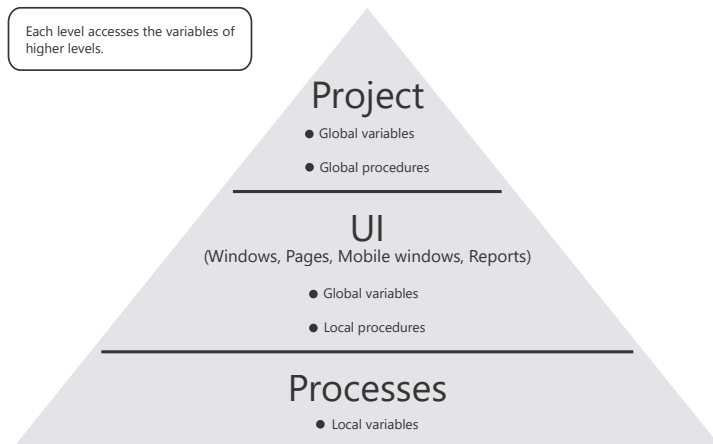 Each level accesses the variables of
higher levels.
Project
● Global variables
● Global procedures
UI
(Windows, Pages, Mobile windows, Reports)
● Global variables
● Local procedures
Processes
● Local variables